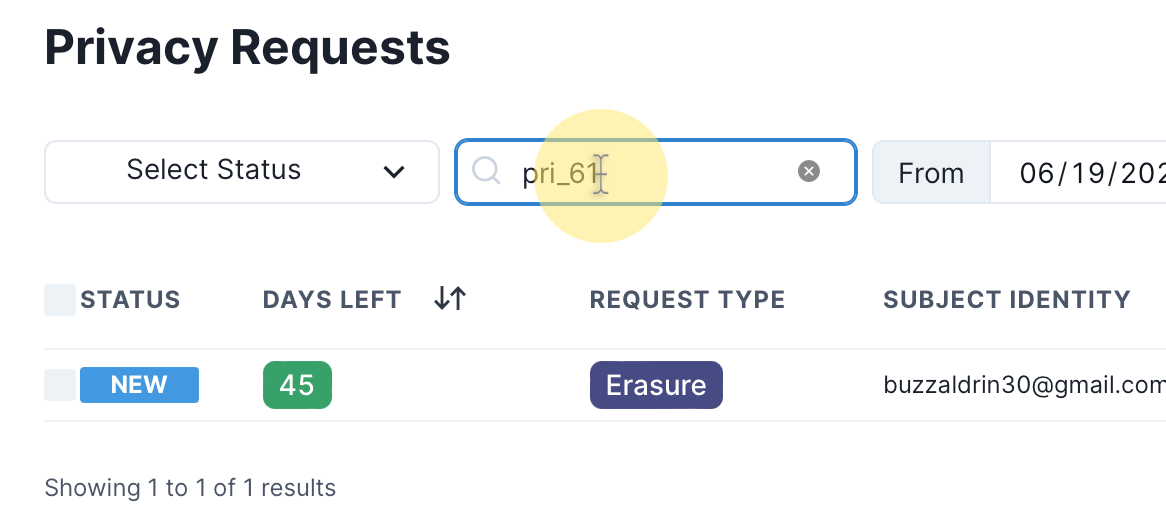 Privacy Requests
Select Status pri_61 From 06/19/202
STATUS DAYS LEFT REQUEST TYPE SUBJECT IDENTITY
NEW 45 Erasure buzzaldrin30@gmail.com
Showing 1 to 1 of 1 results